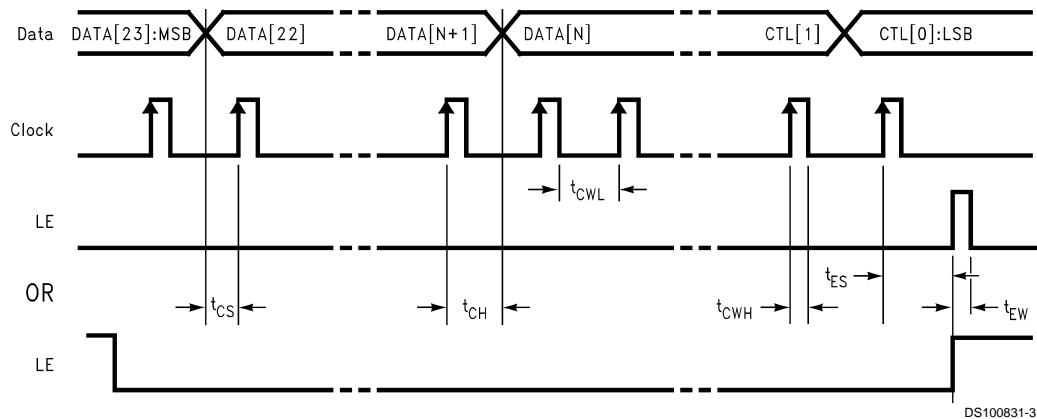 Data DATA[23]:MSB DATA[22] DATA[N+1] DATA[N] CTL[1] CTL[0]:LSB
Clock
tCWL
LE
tES
OR
tCS tCH tCWH tEW
LE
DS100831-3